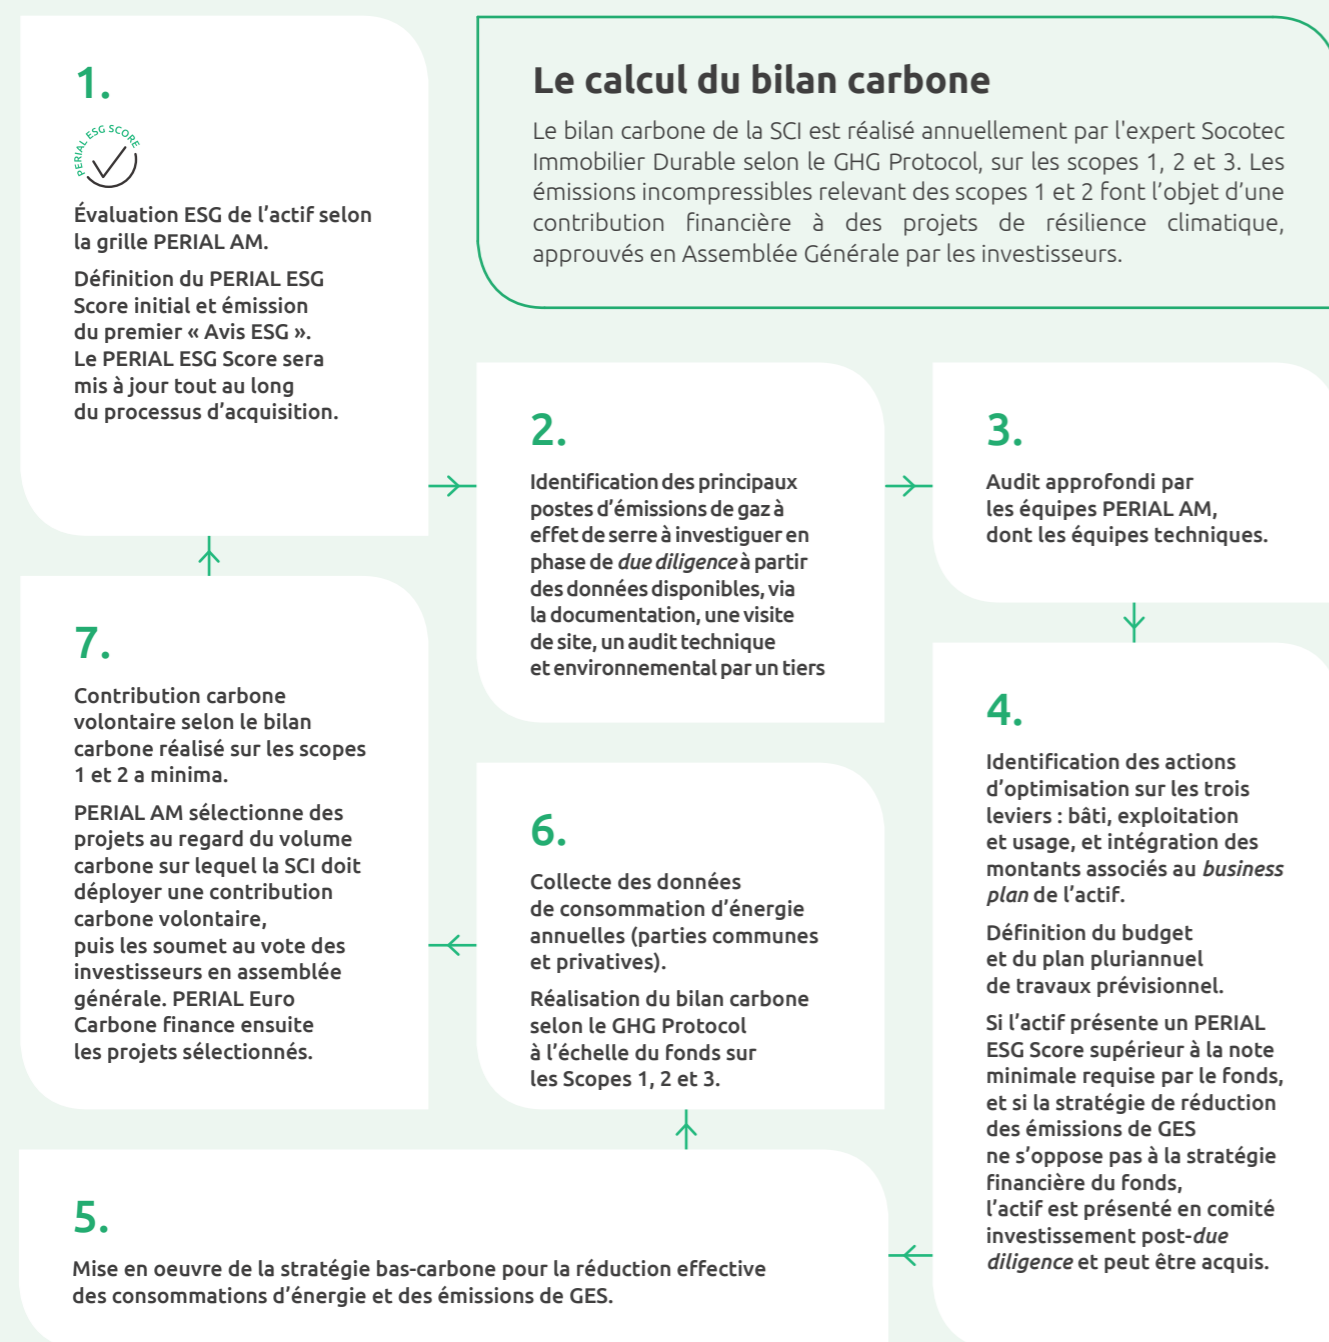 1.
PERIAL ESG SCORE
Évaluation ESG de l’actif selon
la grille PERIAL AM.
Définition du PERIAL ESG
Score initial et émission
du premier « Avis ESG ».
Le PERIAL ESG Score sera
mis à jour tout au long
du processus d’acquisition.
Le calcul du bilan carbone
Le bilan carbone de la SCI est réalisé annuellement par l'expert Socotec
Immobilier Durable selon le GHG Protocol, sur les scopes 1, 2 et 3. Les
émissions incompressibles relevant des scopes 1 et 2 font l’objet d’une
contribution financière à des projets de résilience climatique,
approuvés en Assemblée Générale par les investisseurs.
2.
Identification des principaux
postes d’émissions de gaz à
effet de serre à investiguer en
phase de due diligence à partir
des données disponibles, via
la documentation, une visite
de site, un audit technique
et environnemental par un tiers
3.
Audit approfondi par
les équipes PERIAL AM,
dont les équipes techniques.
4.
Identification des actions
d’optimisation sur les trois
leviers : bâti, exploitation
et usage, et intégration des
montants associés au business
plan de l’actif.
Définition du budget
et du plan pluriannuel
de travaux prévisionnel.
Si l’actif présente un PERIAL
ESG Score supérieur à la note
minimale requise par le fonds,
et si la stratégie de réduction
des émissions de GES
ne s’oppose pas à la stratégie
financière du fonds,
l’actif est présenté en comité
investissement post-due
diligence et peut être acquis.
5.
Mise en oeuvre de la stratégie bas-carbone pour la réduction effective
des consommations d’énergie et des émissions de GES.
6.
Collecte des données
de consommation d’énergie
annuelles (parties communes
et privatives).
Réalisation du bilan carbone
selon le GHG Protocol
à l’échelle du fonds sur
les Scopes 1, 2 et 3.
7.
Contribution carbone
volontaire selon le bilan
carbone réalisé sur les scopes
1 et 2 a minima.
PERIAL AM sélectionne des
projets au regard du volume
carbone sur lequel la SCI doit
déployer une contribution
carbone volontaire,
puis les soumet au vote des
investisseurs en assemblée
générale. PERIAL Euro
Carbone finance ensuite
les projets sélectionnés.